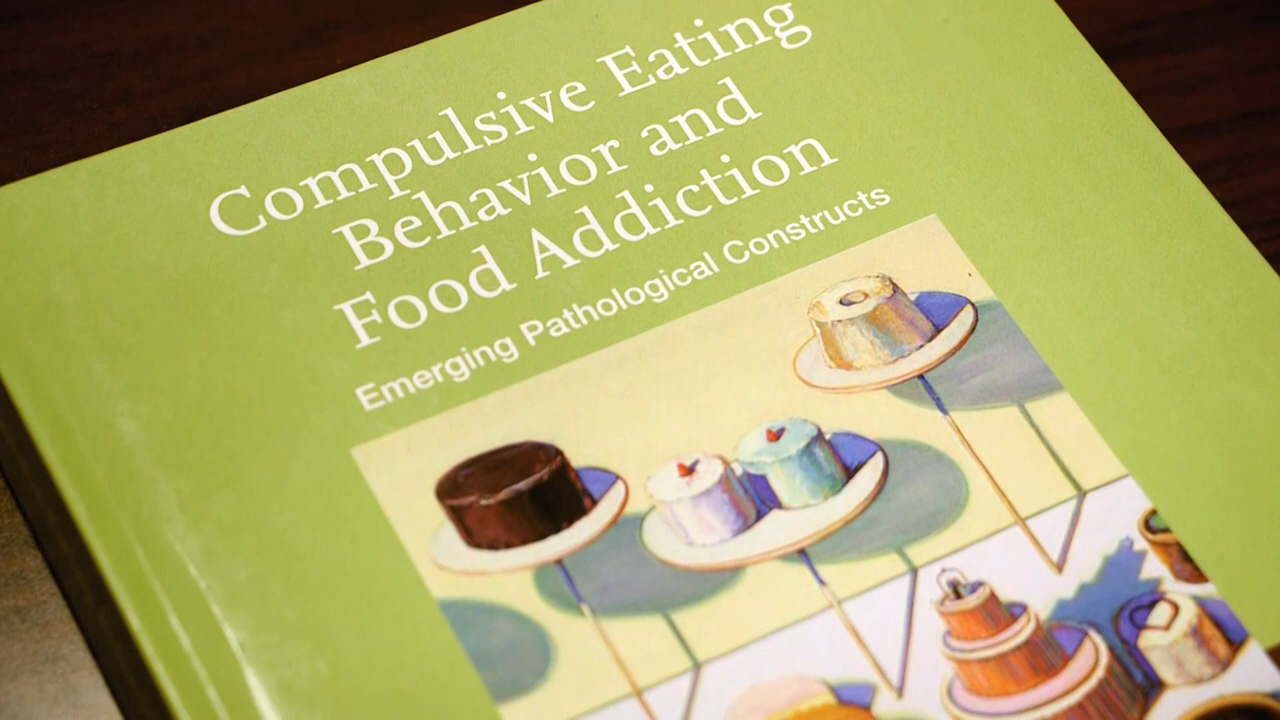 Compulsive Eating
Behavior and
Food Addiction
Emerging Pathological Constructs